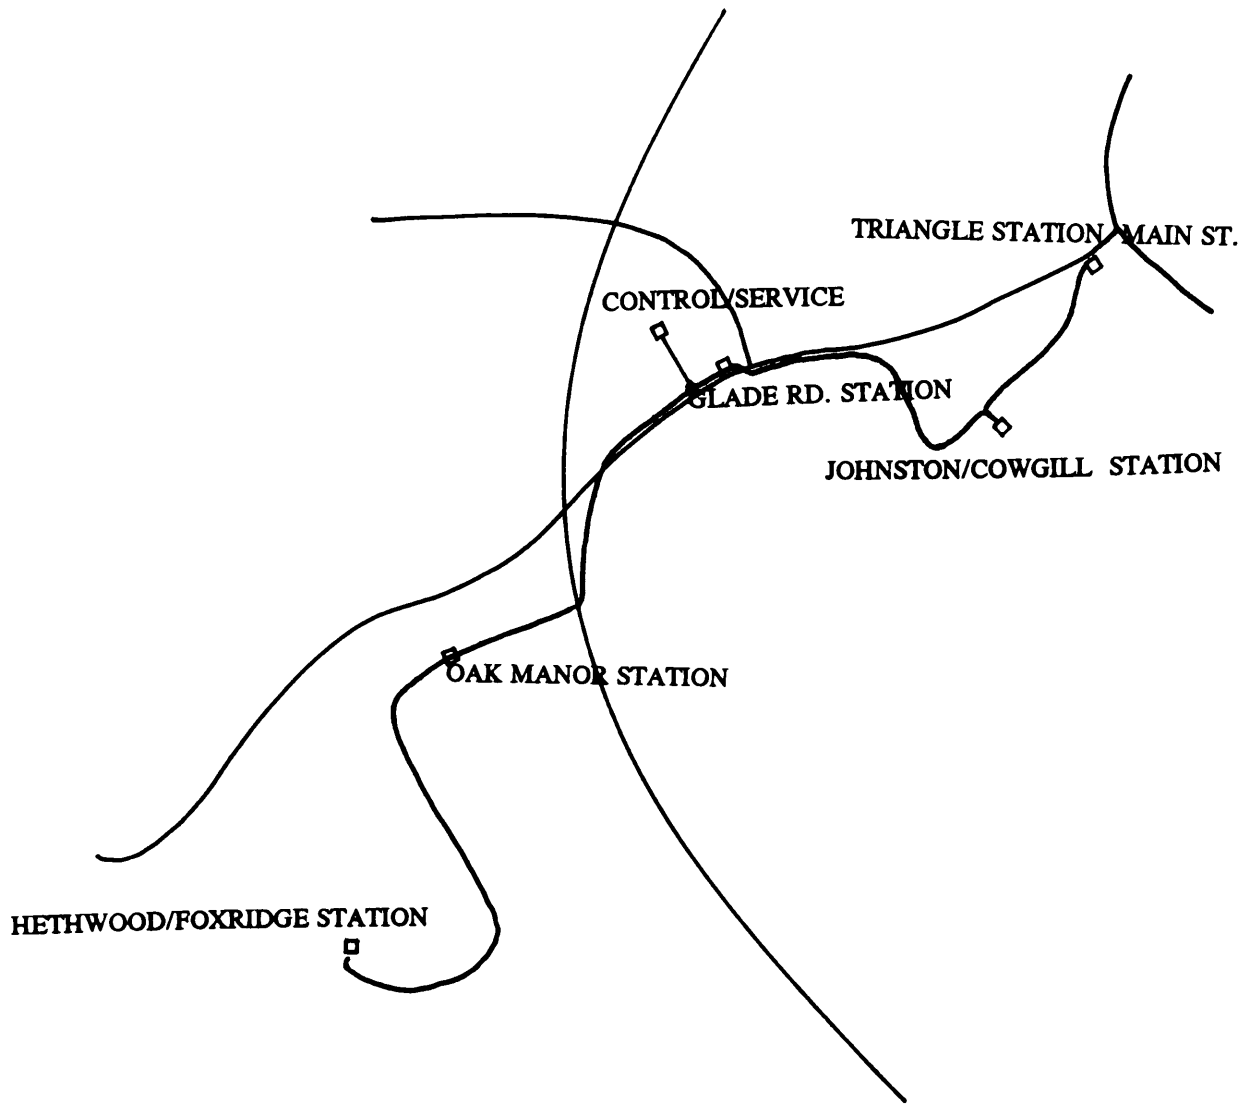 TRIANGLE STATION
MAIN ST.
CONTROL/SERVICE
GLADE RD. STATION
JOHNSTON/COWGILL STATION
OAK MANOR STATION
HETHWOOD/FOXRIDGE STATION